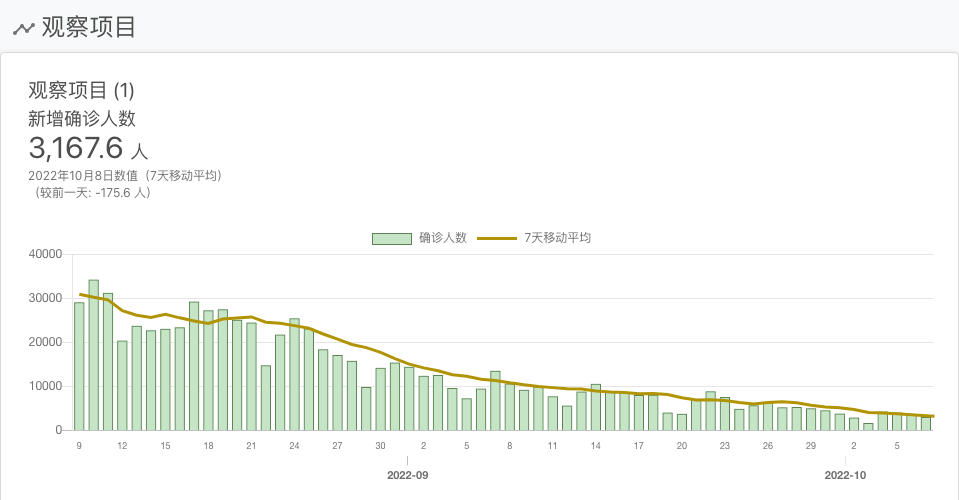 观察项目
观察项目 (1)
新增确诊人数
3,167.6 人
2022年10月8日数值（7天移动平均）
（较前一天: -175.6 人）
确诊人数 7天移动平均
40000
30000
20000
10000
0
9 12 15 18 21 24 27 30 2 5 8 11 14 17 20 23 26 29 2 5
2022-09 2022-10